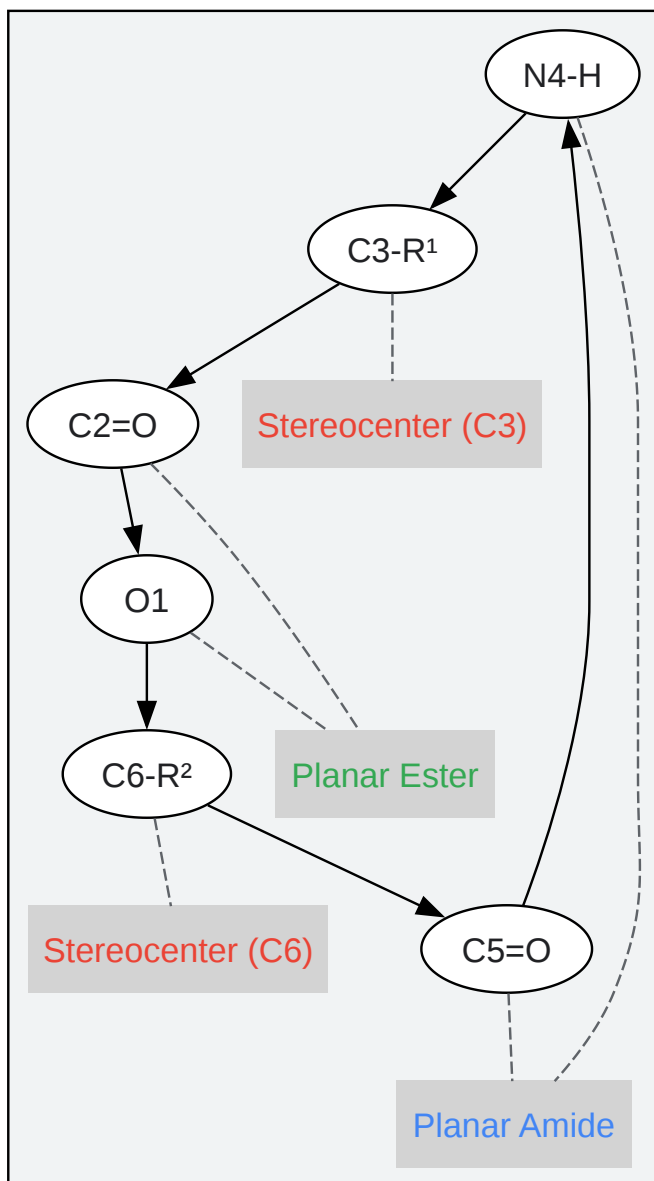 N4-H
C3-R¹
C2=O
Stereocenter (C3)
O1
C6-R²
Planar Ester
Stereocenter (C6)
C5=O
Planar Amide